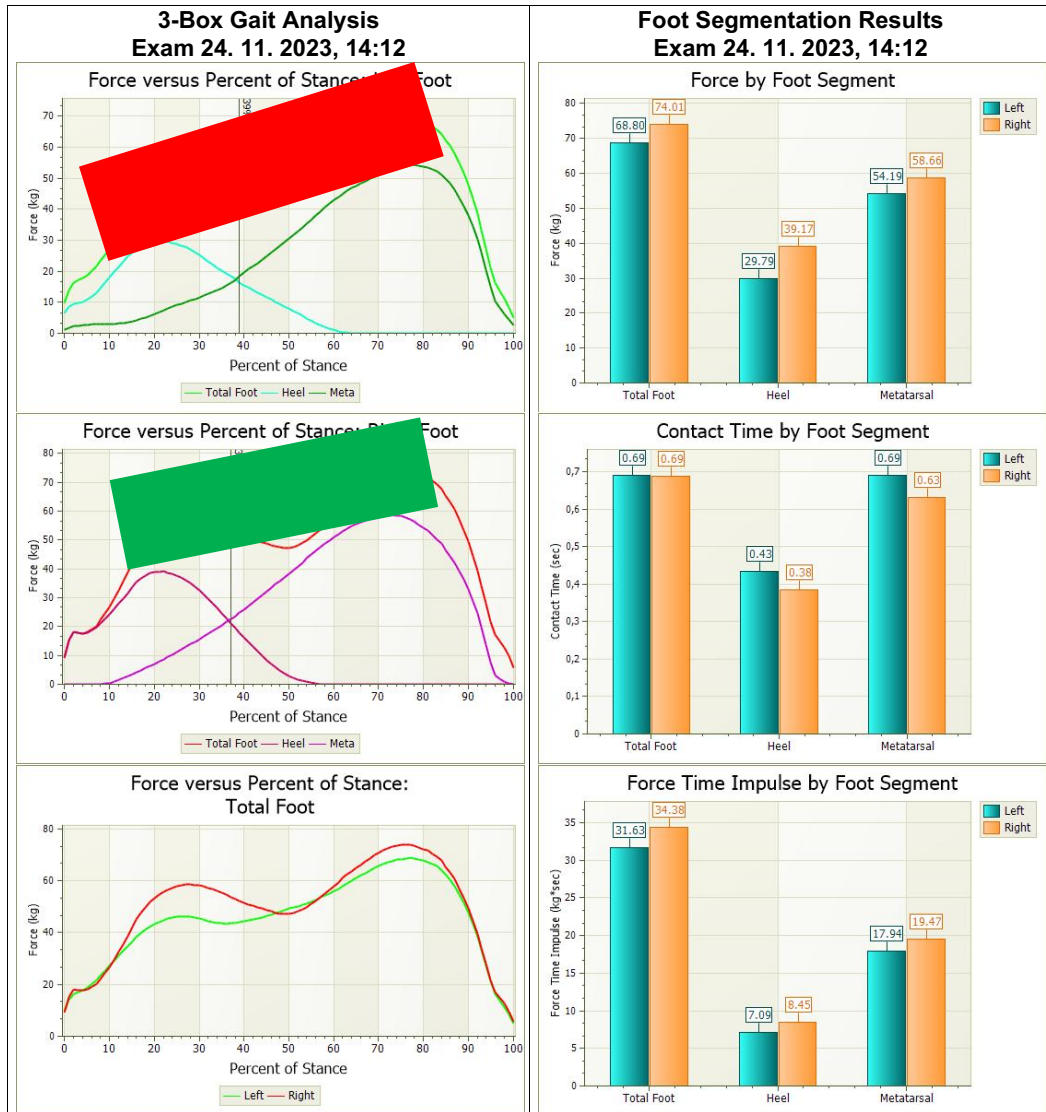 3-Box Gait Analysis
Exam 24. 11. 2023, 14:12
Force versus Percent of Stance: Foot
Force (kg)
70
60
50
40
30
20
10
0
0 10 20 30 40 50 60 70 80 90 100
Percent of Stance
Total Foot Heel Meta
Force versus Percent of Stance: Foot
Force (kg)
80
70
60
50
40
30
20
10
0
0 10 20 30 40 50 60 70 80 90 100
Percent of Stance
Total Foot Heel Meta
Force versus Percent of Stance:
Total Foot
Force (kg)
80
60
40
20
0
0 10 20 30 40 50 60 70 80 90 100
Percent of Stance
Left Right
Foot Segmentation Results
Exam 24. 11. 2023, 14:12
Force by Foot Segment
Left
Right
Force (kg)
80
70
60
50
40
30
20
10
0
68.80 74.01
29.79 39.17
54.19 58.66
Total Foot Heel Metatarsal
Contact Time by Foot Segment
Left
Right
Contact Time (sec)
0,7
0,6
0,5
0,4
0,3
0,2
0,1
0
0.69 0.69
0.43 0.38
0.69 0.63
Total Foot Heel Metatarsal
Force Time Impulse by Foot Segment
Left
Right
Force Time Impulse (kg*sec)
35
30
25
20
15
10
5
0
31.63 34.38
7.09 8.45
17.94 19.47
Total Foot Heel Metatarsal